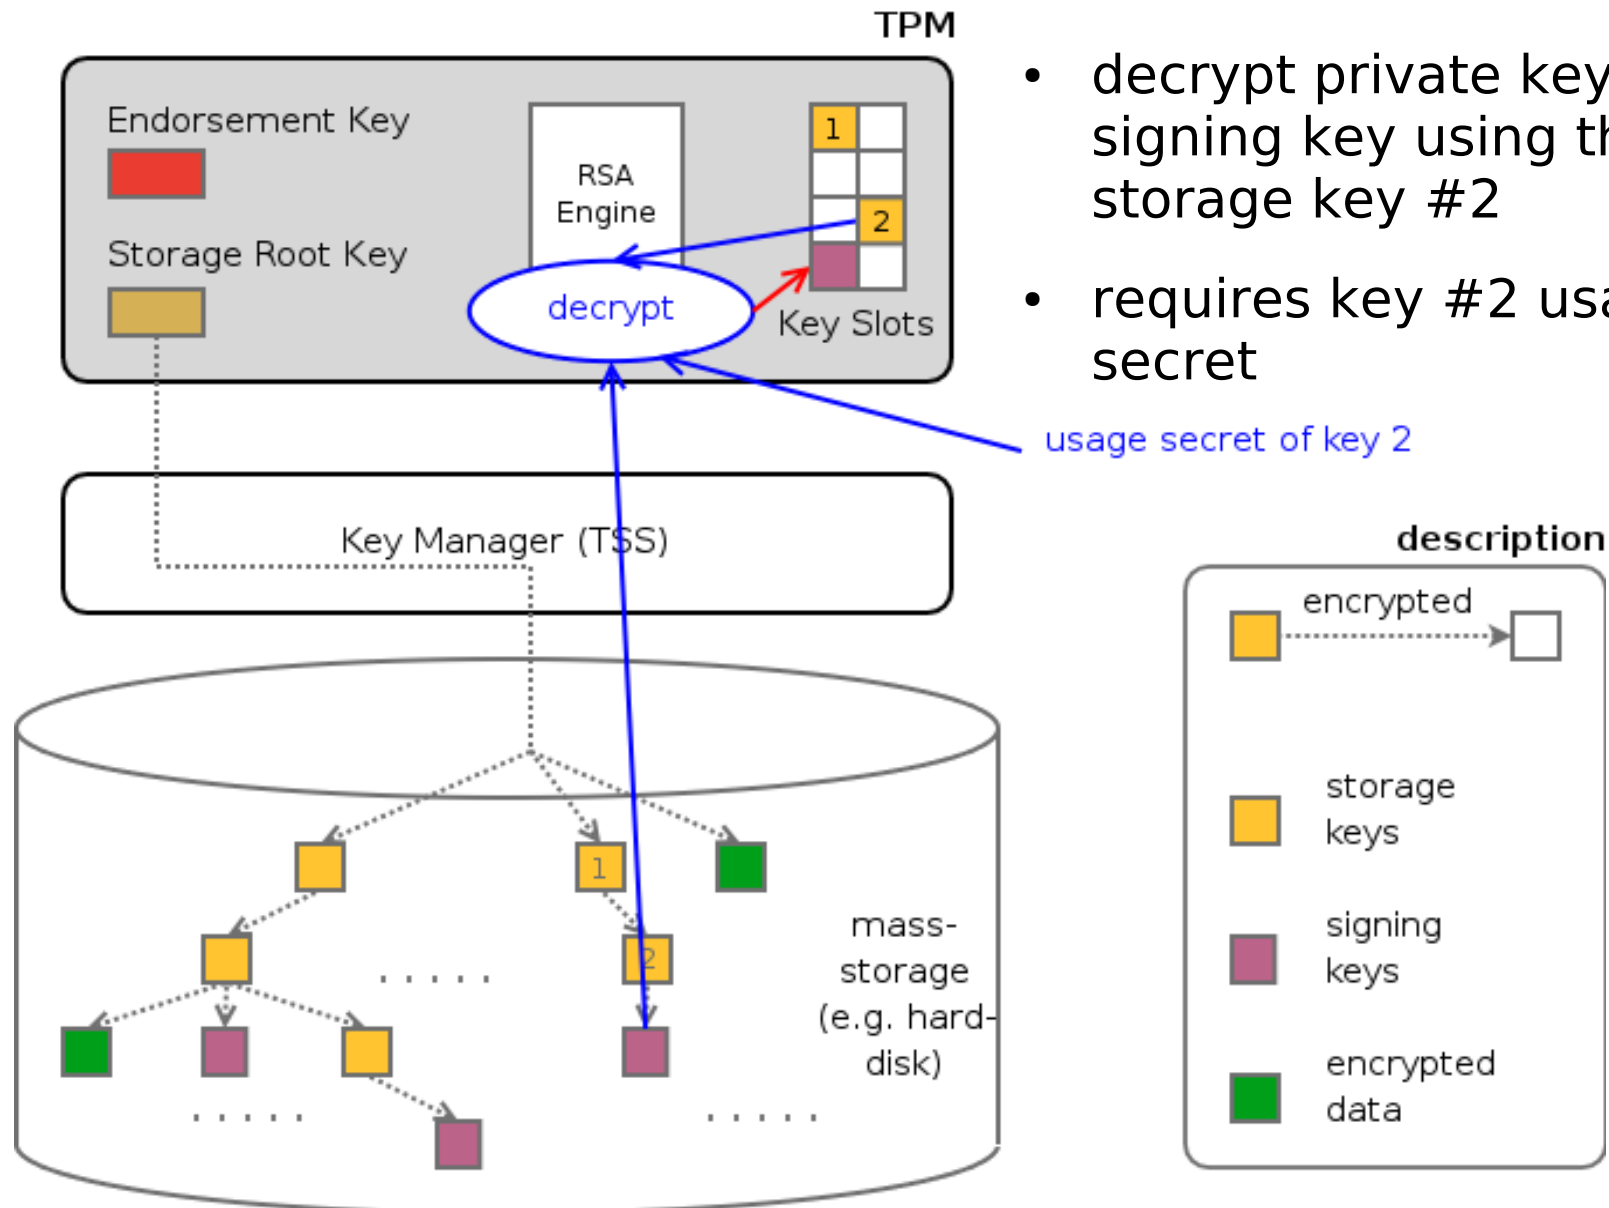 TPM
Endorsement Key
Storage Root Key
RSA
Engine
decrypt
1
2
Key Slots
• decrypt private key
signing key using
storage key #2
• requires key #2
secret
usage secret of key 2
Key Manager (TSS)
1
2
. . . . .
mass-
storage
(e.g. hard-
disk)
. . . . .
. . . . .
description
encrypted
storage
keys
signing
keys
encrypted
data